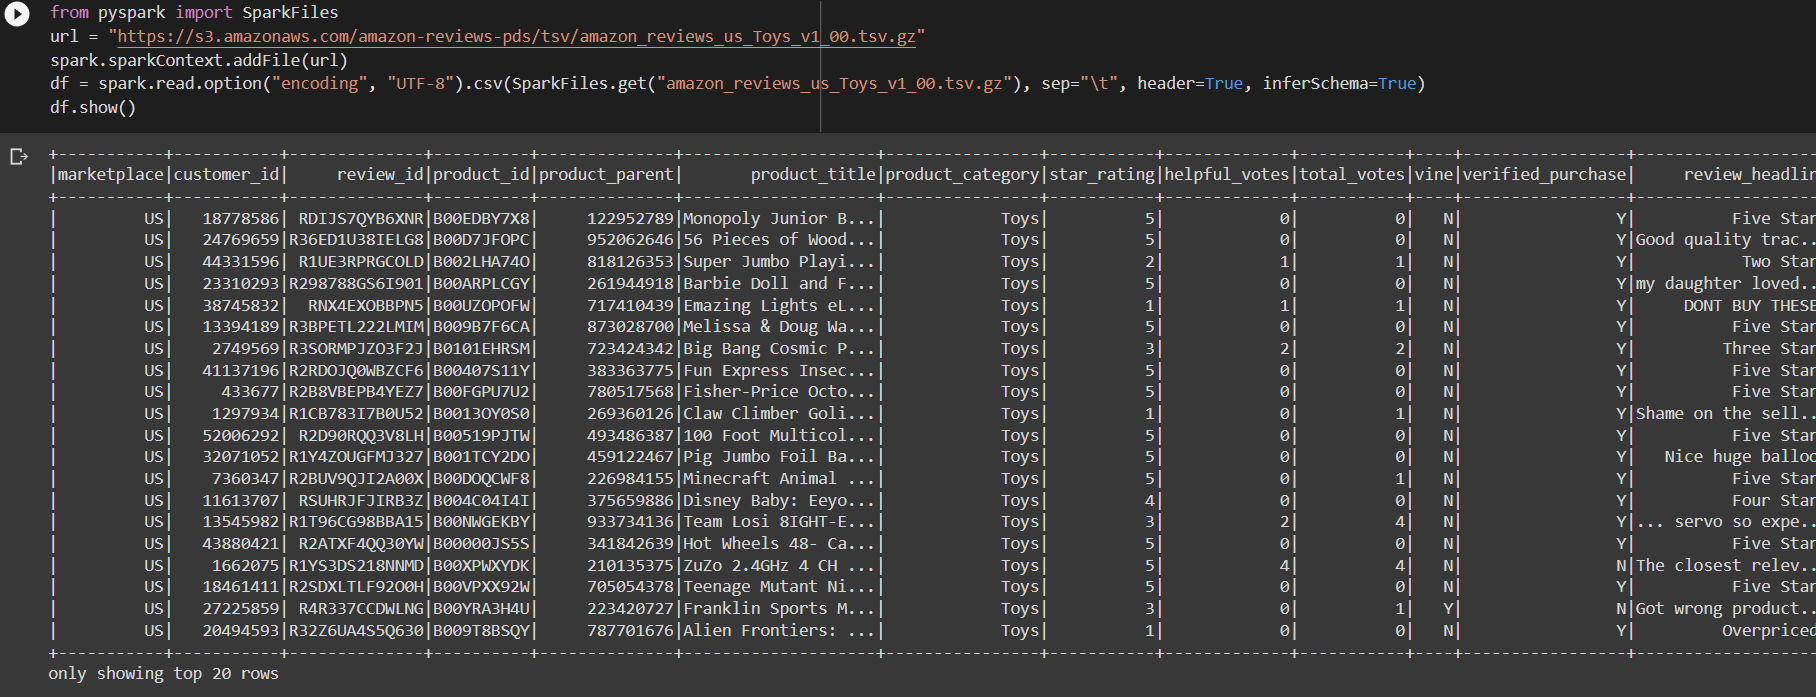 from pyspark import SparkFiles
url = "https://s3.amazonaws.com/amazon-reviews-pds/tsv/amazon_reviews_us_Toys_v1_00.tsv.gz"
spark.sparkContext.addFile(url)
df = spark.read.option("encoding", "UTF-8").csv(SparkFiles.get("amazon_reviews_us_Toys_v1_00.tsv.gz"), sep="\t", header=True, inferSchema=True)
df.show()
+-----------+-----------+--------------+----------+--------------+--------------------+----------------+-----------+-------------+-----------+----+-----------------+-------------------
|marketplace|customer_id|     review_id|product_id|product_parent|       product_title|product_category|star_rating|helpful_votes|total_votes|vine|verified_purchase|     review_headlin
+-----------+-----------+--------------+----------+--------------+--------------------+----------------+-----------+-------------+-----------+----+-----------------+-------------------
|         US|   18778586| RDIJS7QYB6XNR|B00EDBY7X8|     122952789|Monopoly Junior B...|            Toys|          5|            0|          0|   N|                Y|          Five Star
|         US|   24769659|R36ED1U38IELG8|B00D7JFOPC|     952062646|56 Pieces of Wood...|            Toys|          5|            0|          0|   N|                Y|Good quality trac..
|         US|   44331596| R1UE3RPRGCOLD|B002LHA74O|     818126353|Super Jumbo Playi...|            Toys|          2|            1|          1|   N|                Y|           Two Star
|         US|   23310293|R298788GS6I901|B00ARPLCGY|     261944918|Barbie Doll and F...|            Toys|          5|            0|          0|   N|                Y|my daughter loved..
|         US|   38745832| RNX4EXOBBPN5|B00UZOPOFW|     717410439|Emazing Lights eL...|            Toys|          1|            1|          1|   N|                Y|     DONT BUY THESE
|         US|   13394189|R3BPETL222LMIM|B009B7F6CA|     873028700|Melissa & Doug Wa...|            Toys|          5|            0|          0|   N|                Y|          Five Star
|         US|    2749569|R3SORMPJZO3F2J|B0101EHRSM|     723424342|Big Bang Cosmic P...|            Toys|          3|            2|          2|   N|                Y|         Three Star
|         US|   41137196|R2RDOJQ0WBZCF6|B00407S11Y|     383363775|Fun Express Insec...|            Toys|          5|            0|          0|   N|                Y|          Five Star
|         US|     433677|R2B8VBEPB4YEZ7|B00FGPU7U2|     780517568|Fisher-Price Octo...|            Toys|          5|            0|          0|   N|                Y|          Five Star
|         US|    1297934|R1CB783I7B0U52|B0013OY0S0|     269360126|Claw Climber Goli...|            Toys|          1|            0|          1|   N|                Y|Shame on the sell..
|         US|   52006292| R2D90RQQ3V8LH|B00519PJTW|     493486387|100 Foot Multicol...|            Toys|          5|            0|          0|   N|                Y|          Five Star
|         US|   32071052|R1Y4ZOUGFMJ327|B001TCY2DO|     459122467|Pig Jumbo Foil Ba...|            Toys|          5|            0|          0|   N|                Y|   Nice huge balloo
|         US|    7360347|R2BUV9QJI2A00X|B00DOQCWF8|     226984155|Minecraft Animal ...|            Toys|          5|            0|          1|   N|                Y|          Five Star
|         US|   11613707| RSUHRJFJIRB3Z|B004C04I4I|     375659886|Disney Baby: Eeyo...|            Toys|          4|            0|          0|   N|                Y|          Four Star
|         US|   13545982|R1T96CG98BBA15|B00NWGEKBY|     933734136|Team Losi 8IGHT-E...|            Toys|          3|            2|          4|   N|                Y|... servo so expe..
|         US|   43880421| R2ATXF4QQ30YW|B00000JS5S|     341842639|Hot Wheels 48- Ca...|            Toys|          5|            0|          0|   N|                Y|          Five Star
|         US|    1662075|R1YS3DS218NNMD|B00XPWXYDK|     210135375|ZuZo 2.4GHz 4 CH ...|            Toys|          5|            4|          4|   N|                N|The closest relev..
|         US|   18461411|R2SDXLTLF92O0H|B00VPXX92W|     705054378|Teenage Mutant Ni...|            Toys|          5|            0|          0|   N|                Y|          Five Star
|         US|   27225859| R4R337CCDWLNG|B00YRA3H4U|     223420727|Franklin Sports M...|            Toys|          3|            0|          1|   Y|                N|Got wrong product..
|         US|   20494593|R32Z6UA4S5Q630|B009T8BSQY|     787701676|Alien Frontiers: ...|            Toys|          1|            0|          0|   N|                Y|         Overpriced
+-----------+-----------+--------------+----------+--------------+--------------------+----------------+-----------+-------------+-----------+----+-----------------+-------------------
only showing top 20 rows